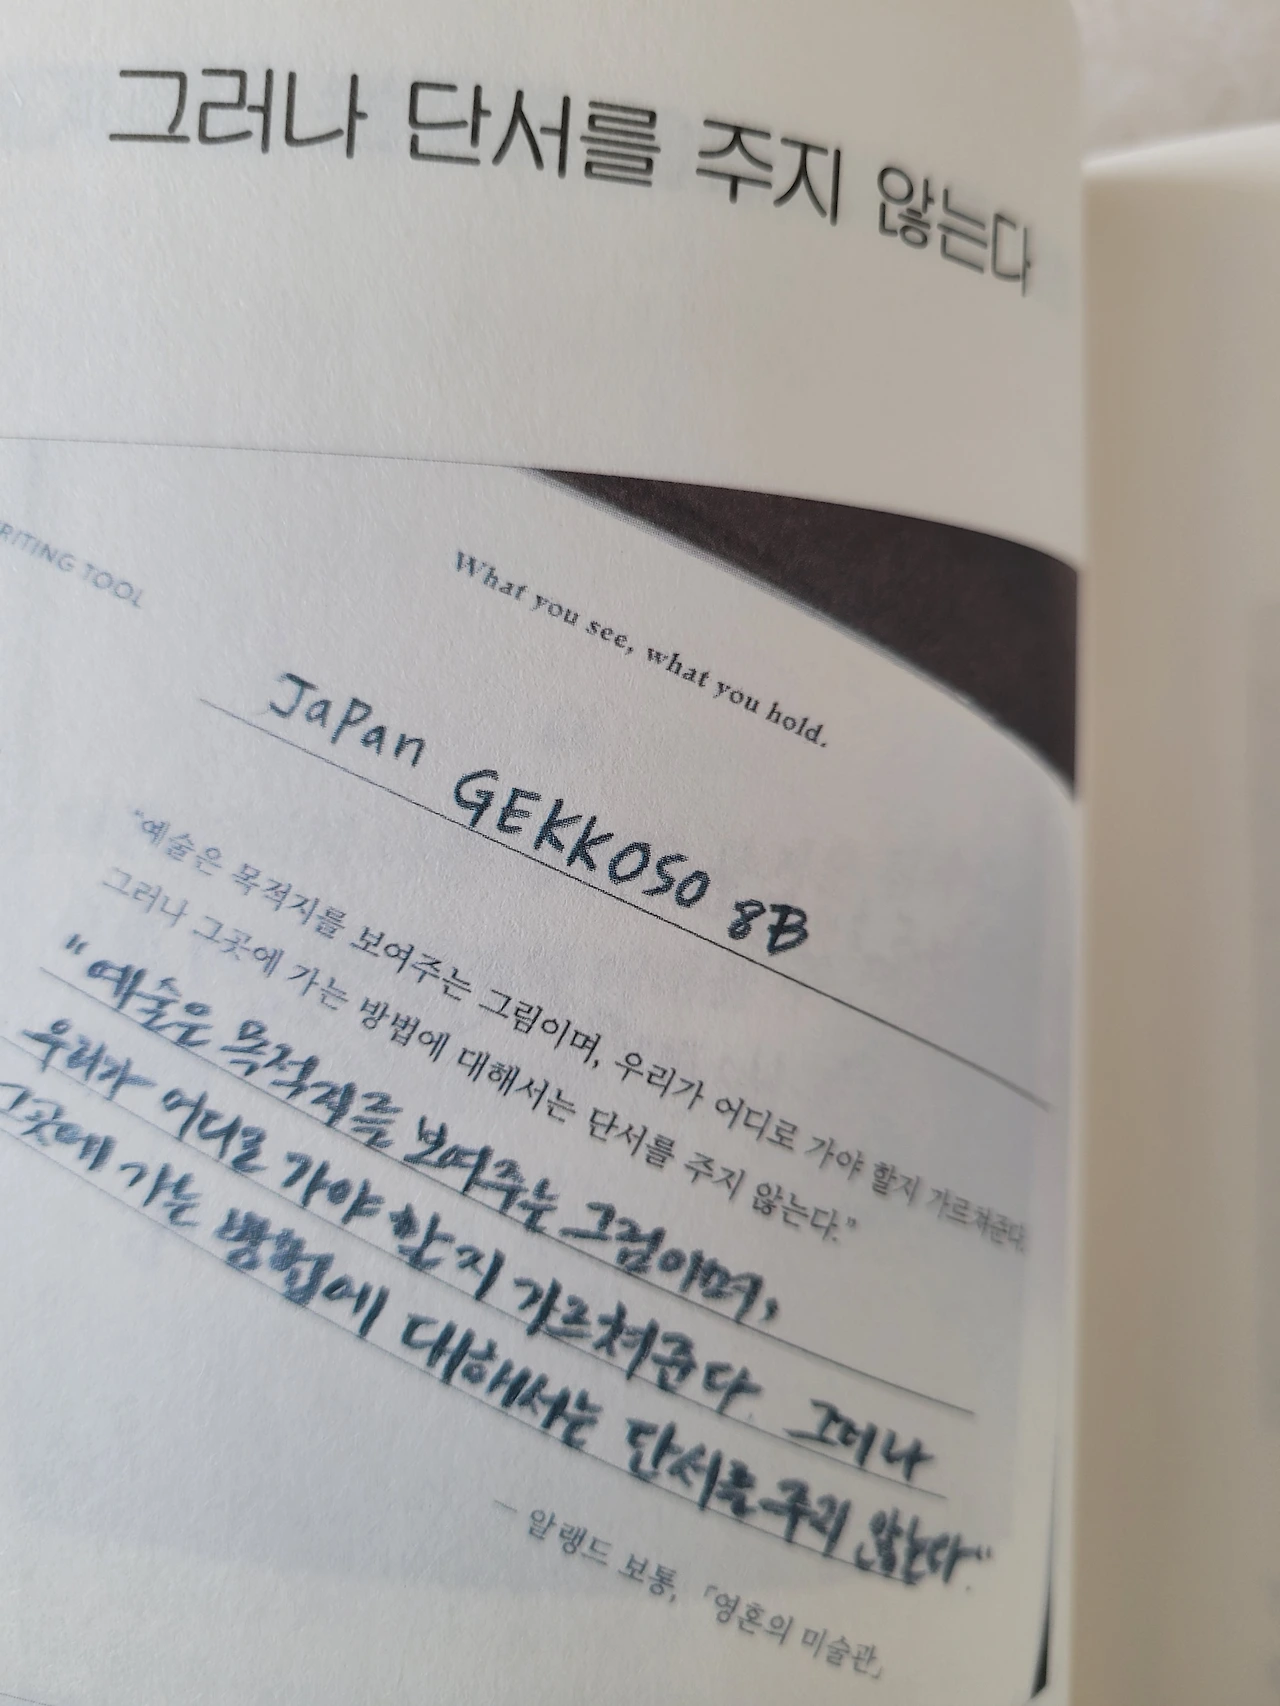 그러나 단서를 주지 않는다
RITING TOOL
What you see, what you hold.
JaPan GEKKOSO 8B
"예술은 목적지를 보여주는 그림이며, 우리가 어디로 가야 할지 가르쳐준다.
그러나 그곳에 가는 방법에 대해서는 단서를 주지 않는다."
"예술은 목적지를 보여주는 그림이며,
우리가 어디로 가야 할지 가르쳐준다. 그러나
그곳에 가는 방법에 대해서는 단서를 주지 않는다."
— 알랭드 보통, 「영혼의 미술관」